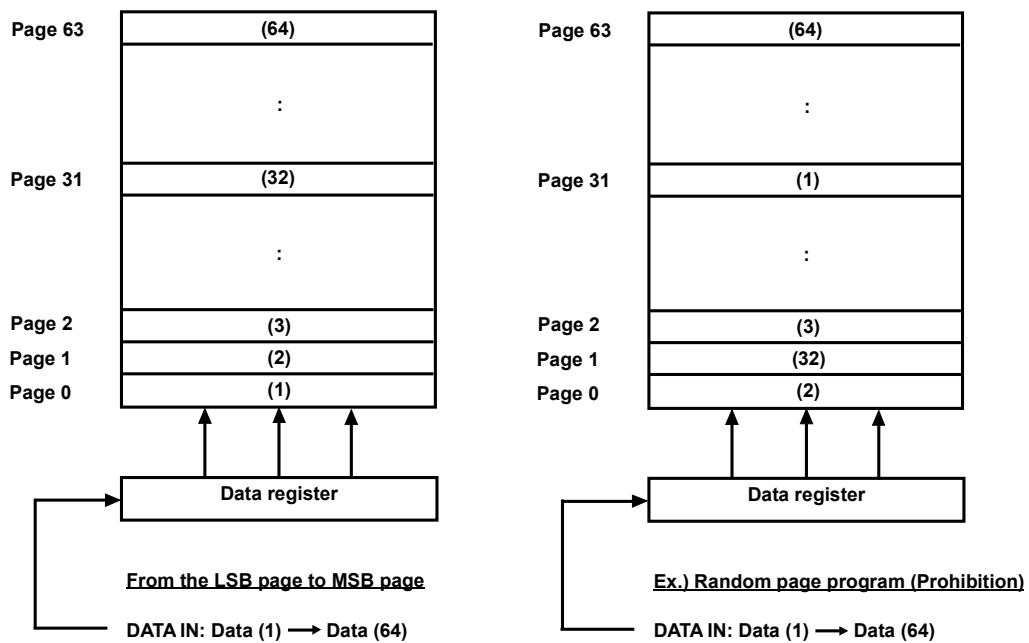 Page 63
(64)
:
Page 31
(32)
:
Page 2
(3)
Page 1
(2)
Page 0
(1)
Data register
From the LSB page to MSB page
DATA IN: Data (1) → Data (64)
Page 63
(64)
:
Page 31
(1)
:
Page 2
(3)
Page 1
(32)
Page 0
(2)
Data register
Ex.) Random page program (Prohibition)
DATA IN: Data (1) → Data (64)